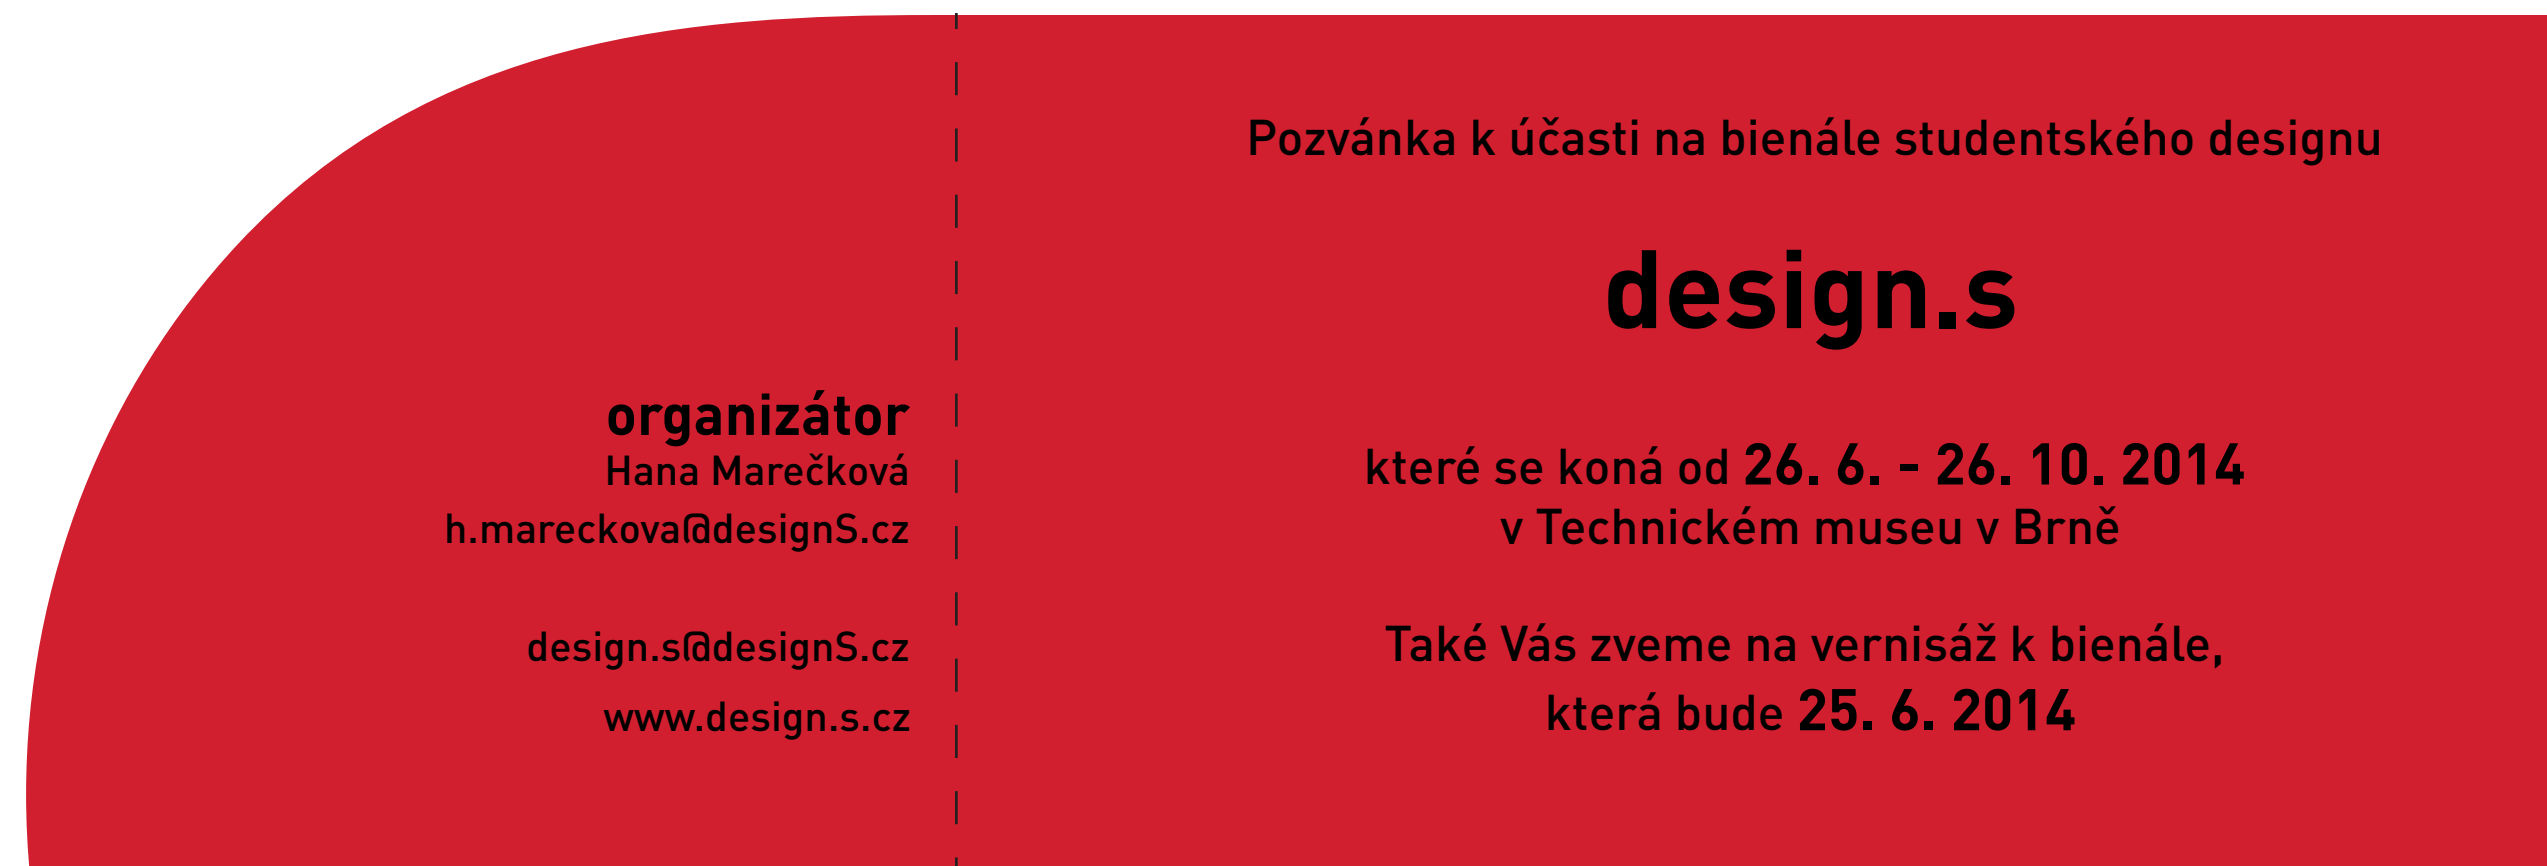 organizátor
Hana Marečková
h.mareckova@designS.cz
design.s@designS.cz
www.design.s.cz
Pozvánka k účasti na bienále studentského designu
design.s
které se koná od 26. 6. - 26. 10. 2014
v Technickém museu v Brně
Také Vás zveme na vernisáž k bienále,
která bude 25. 6. 2014